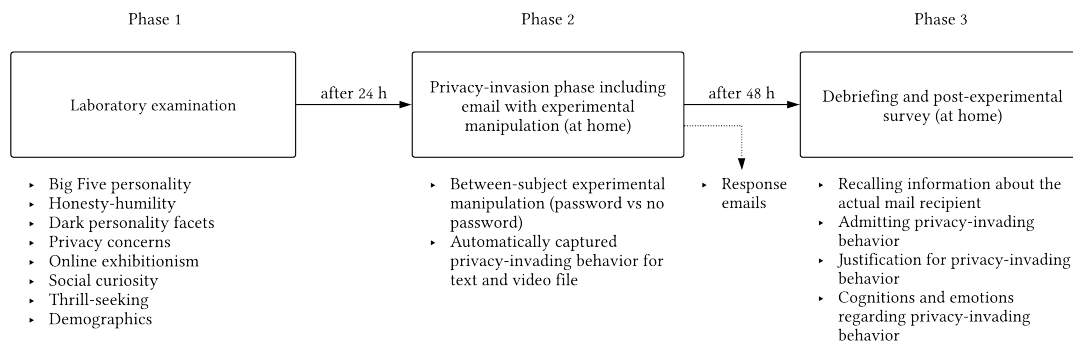 Phase 1
Laboratory examination
▸ Big Five personality
▸ Honesty-humility
▸ Dark personality facets
▸ Privacy concerns
▸ Online exhibitionism
▸ Social curiosity
▸ Thrill-seeking
▸ Demographics
after 24 h
Phase 2
Privacy-invasion phase including
email with experimental
manipulation (at home)
▸ Between-subject experimental
manipulation (password vs no
password)
▸ Automatically captured
privacy-invading behavior for
text and video file
after 48 h
▸ Response
emails
Phase 3
Debriefing and post-experimental
survey (at home)
▸ Recalling information about the
actual mail recipient
▸ Admitting privacy-invading
behavior
▸ Justification for privacy-invading
behavior
▸ Cognitions and emotions
regarding privacy-invading
behavior